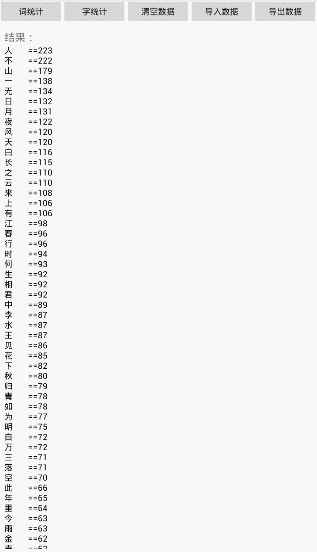 词统计 字统计 清空数据 导入数据 导出数据
结果：
人 ==223
不 ==222
山 ==179
一 ==138
无 ==134
日 ==132
月 ==131
夜 ==122
风 ==120
天 ==120
白 ==116
长 ==115
之 ==110
云 ==110
来 ==108
上 ==106
有 ==106
江 ==98
春 ==96
行 ==96
时 ==94
何 ==93
生 ==92
相 ==92
君 ==92
中 ==89
李 ==87
水 ==87
王 ==87
见 ==86
花 ==85
下 ==82
秋 ==80
归 ==79
青 ==78
如 ==78
为 ==77
明 ==75
自 ==72
万 ==72
三 ==71
落 ==71
空 ==70
此 ==66
年 ==65
里 ==64
今 ==63
雨 ==63
金 ==62